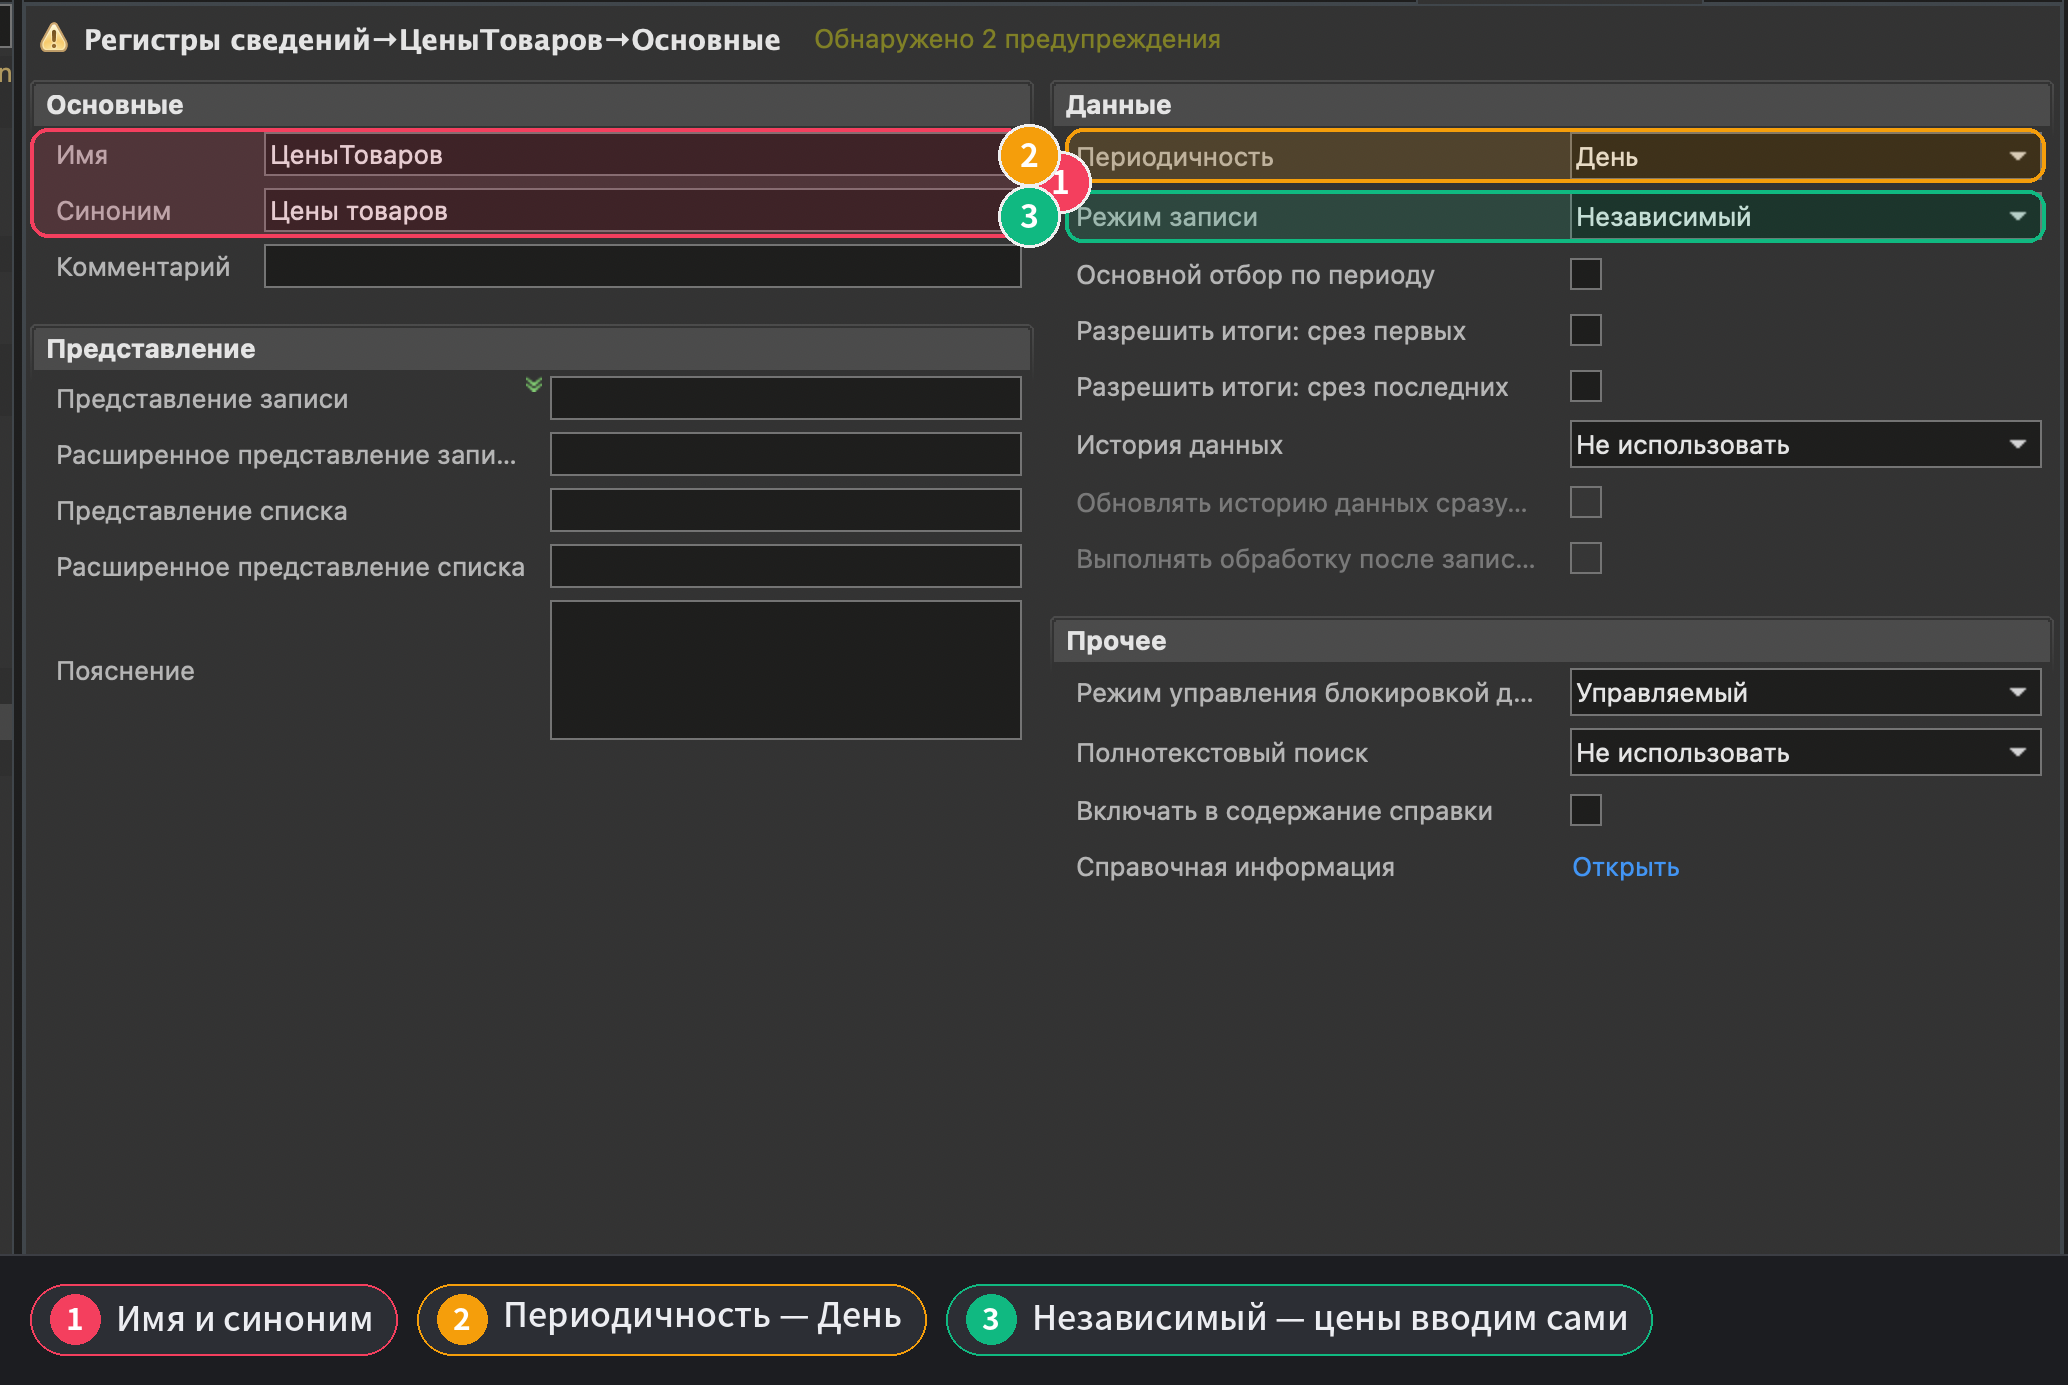 Регистры сведений→ЦеныТоваров→Основные
Обнаружено 2 предупреждения
Основные
Имя
ЦеныТоваров
Синоним
Цены товаров
Комментарий
Представление
Представление записи
Расширенное представление запи...
Представление списка
Расширенное представление списка
Пояснение
Данные
2
Периодичность
День
1
3
Режим записи
Независимый
Основной отбор по периоду
Разрешить итоги: срез первых
Разрешить итоги: срез последних
История данных
Не использовать
Обновлять историю данных сразу...
Выполнять обработку после запис...
Прочее
Режим управления блокировкой д...
Управляемый
Полнотекстовый поиск
Не использовать
Включать в содержание справки
Справочная информация
Открыть
1 Имя и синоним
2 Периодичность — День
3 Независимый — цены вводим сами